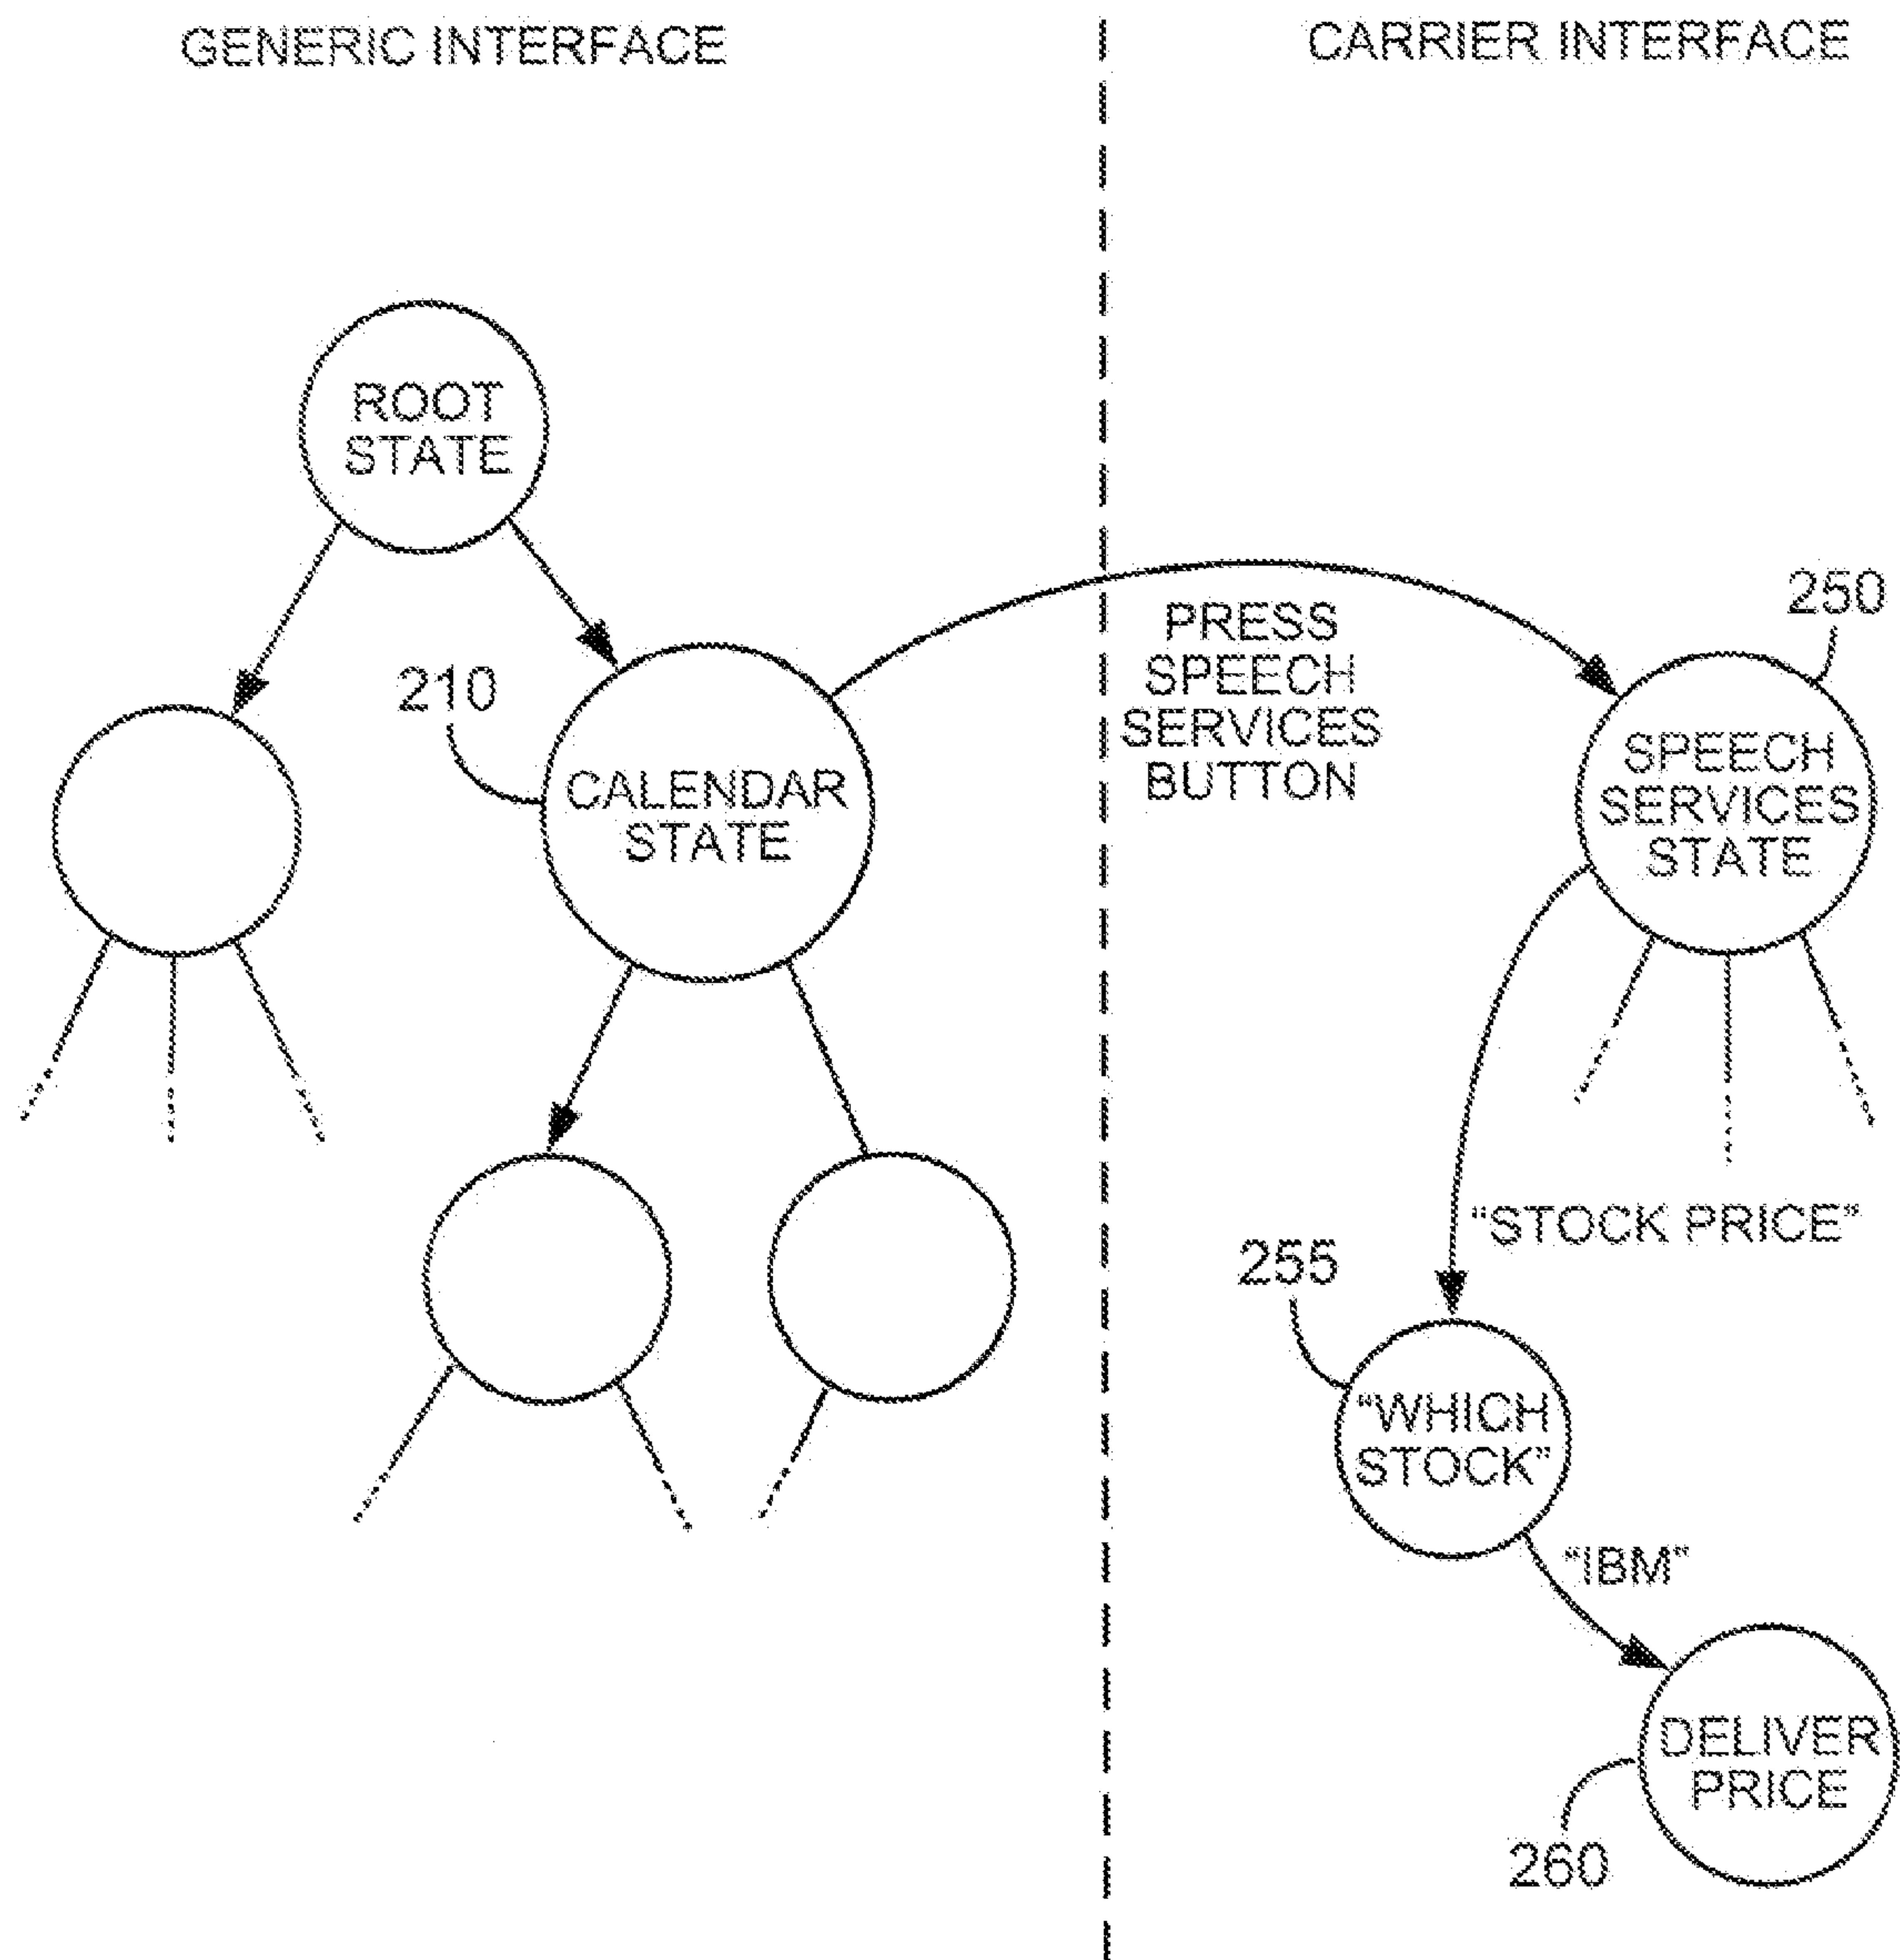 GENERIC INTERFACE
CARRIER INTERFACE
ROOT
STATE
210
CALENDAR
STATE
PRESS
SPEECH
SERVICES
BUTTON
250
SPEECH
SERVICES
STATE
“STOCK PRICE”
255
“WHICH
STOCK”
“IBM”
DELIVER
PRICE
260